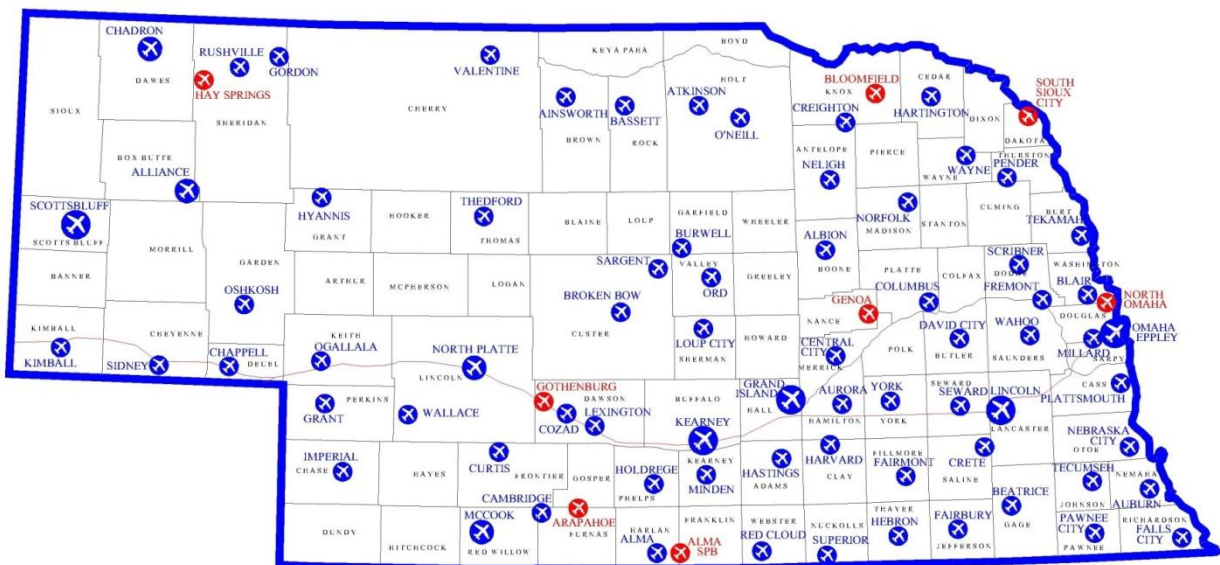 CHADRON
DAWES
RUSHVILLE
GORDON
HAY SPRINGS
SHERIDAN
SIOUX
VALENTINE
CHERRY
KEYA PAHA
BOYD
AINSWORTH
BROWN
BASSETT
ROCK
ATKINSON
HOLT
O'NEILL
BLOOMFIELD
KNOX
CREIGHTON
CEDAR
HARTINGTON
DIXON
SOUTH
SIOUX
CITY
DAKOTA
THURSTON
ANTELOPE
NELIGH
PIERCE
WAYNE
WAYNE
PENDER
BOX BUTTE
ALLIANCE
SCOTTSBLUFF
SCOTTS BLUFF
MORRILL
BANNER
GARDEN
OSHKOSH
HYANNIS
GRANT
HOOKER
THEDFORD
THOMAS
BLAINE
LOUP
GARFIELD
WHEELER
BURWELL
ALBION
BOONE
NORFOLK
MADISON
STANTON
CUMING
BURT
TEKAMAH
ARTHUR
MCPHERSON
LOGAN
SARGENT
VALLEY
ORD
GREELEY
BROKEN BOW
CUSTER
PLATTE
COLUMBUS
COLFAX
SCRIBNER
DODGE
FREMONT
WASHINGTON
BLAIR
NORTH
OMAHA
GENOA
NANCE
KIMBALL
KIMBALL
CHEYENNE
SIDNEY
CHAPPELL
DEUEL
KEITH
OGALLALA
NORTH PLATTE
LINCOLN
LOUP CITY
SHERMAN
HOWARD
CENTRAL
CITY
MERRICK
POLK
DAVID CITY
BUTLER
WAHOO
SAUNDERS
DOUGLAS
MILLARD
SARPY
OMAHA
EPPLEY
PERKINS
GRANT
WALLACE
GOTHENBURG
DAWSON
COZAD
LEXINGTON
BUFFALO
KEARNEY
GRAND
ISLAND
HALL
AURORA
HAMILTON
YORK
YORK
SEWARD
SEWARD
LINCOLN
LANCASTER
CASS
PLATTSMOUTH
IMPERIAL
CHASE
HAYES
CURTIS
FRONTIER
GOSPER
HOLDREGE
PHELPS
KEARNEY
MINDEN
HASTINGS
ADAMS
HARVARD
CLAY
FILLMORE
FAIRMONT
CRETE
SALINE
NEBRASKA
CITY
OTOE
TECUMSEH
JOHNSON
NEMAHA
AUBURN
DUNDY
HITCHCOCK
MCCOOK
RED WILLOW
CAMBRIDGE
ARAPAHOE
FURNAS
HARLAN
ALMA
ALMA
SPB
FRANKLIN
WEBSTER
RED CLOUD
NUCKOLLS
SUPERIOR
THAYER
HEBRON
FAIRBURY
JEFFERSON
BEATRICE
GAGE
PAWNEE
CITY
PAWNEE
RICHARDSON
FALLS
CITY